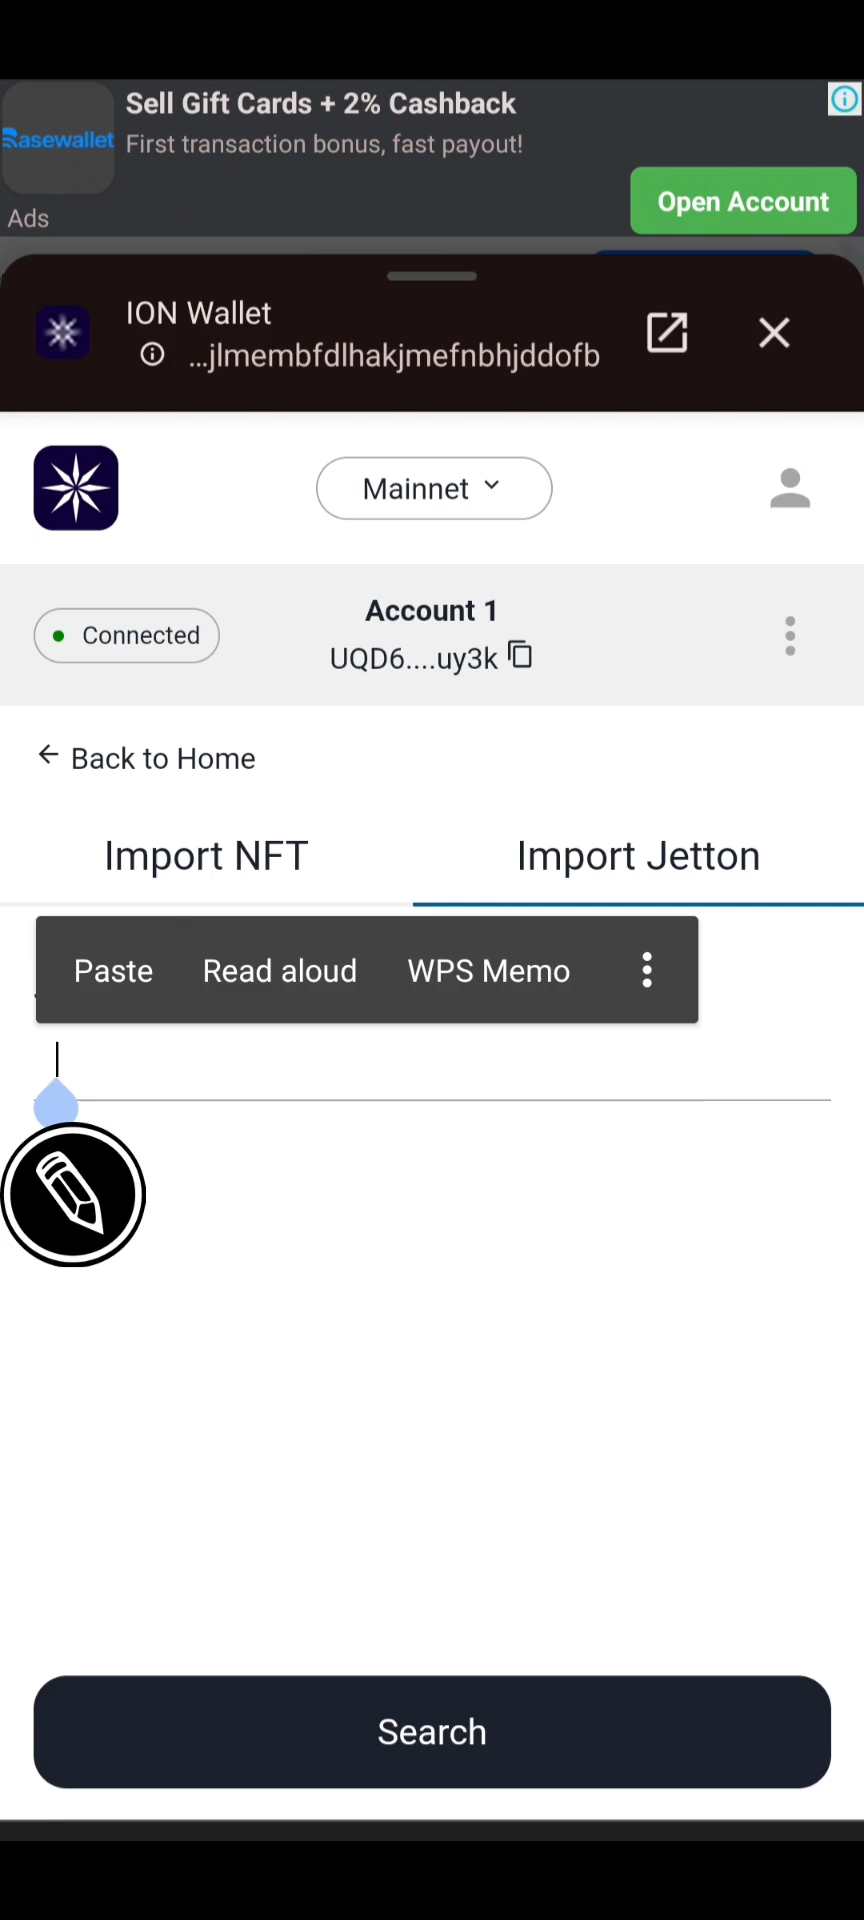 Sell Gift Cards + 2% Cashback
asewallet
First transaction bonus, fast payout!
Open Account
Ads
ION Wallet
...jlmembfdlhakjmefnbhjddofb
Mainnet
Connected
Account 1
UQD6....uy3k
Back to Home
Import NFT
Import Jetton
Paste
Read aloud
WPS Memo
Search